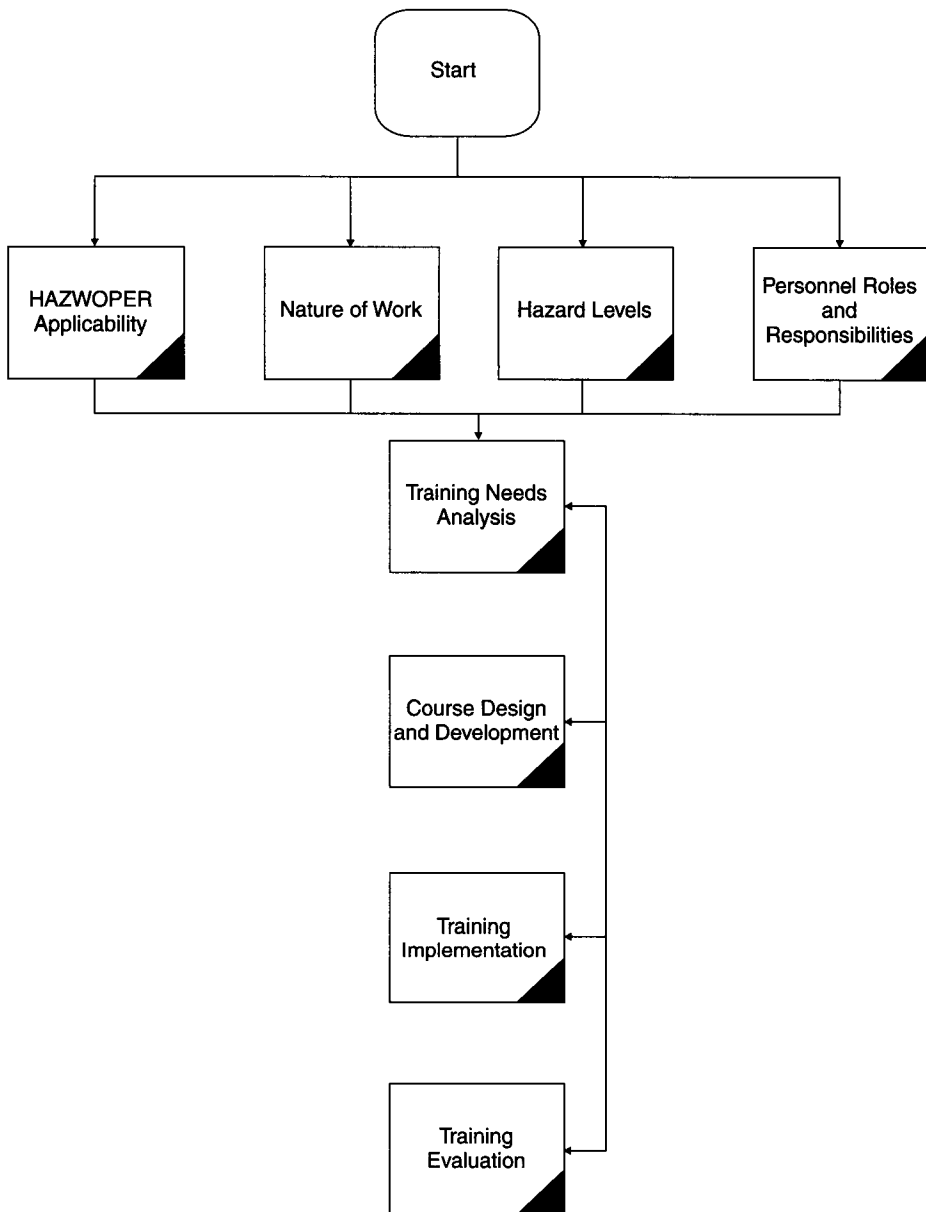 Start
HAZWOPER
Applicability
Nature of Work
Hazard Levels
Personnel Roles
and
Responsibilities
Training Needs
Analysis
Course Design
and Development
Training
Implementation
Training
Evaluation